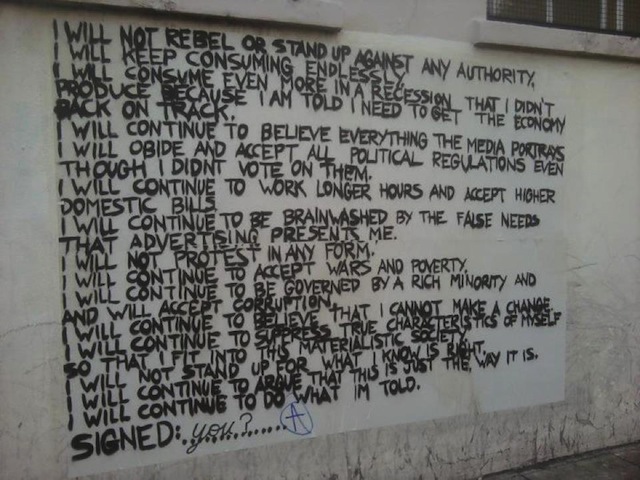 I WILL NOT REBEL OR STAND UP AGAINST ANY AUTHORITY.
I WILL KEEP CONSUMING ENDLESSLY
I WILL CONSUME EVEN MORE IN A RECESSION THAT I DIDN'T
PRODUCE BECAUSE I AM TOLD I NEED TO GET THE ECONOMY
BACK ON TRACK.
I WILL CONTINUE TO BELIEVE EVERYTHING THE MEDIA PORTRAYS
I WILL OBIDE AND ACCEPT ALL POLITICAL REGULATIONS EVEN
THOUGH I DIDNT VOTE ON THEM.
I WILL CONTINUE TO WORK LONGER HOURS AND ACCEPT HIGHER
DOMESTIC BILLS.
I WILL CONTINUE TO BE BRAINWASHED BY THE FALSE NEEDS
THAT ADVERTISING PRESENTS ME.
I WILL NOT PROTEST IN ANY FORM.
I WILL CONTINUE TO ACCEPT WARS AND POVERTY.
I WILL CONTINUE TO BE GOVERNED BY A RICH MINORITY AND
AND WILL ACCEPT CORRUPTION.
I WILL CONTINUE TO BELIEVE THAT I CANNOT MAKE A CHANGE
I WILL CONTINUE TO SUPPRESS TRUE CHARACTERISTICS OF MYSELF
SO THAT I FIT INTO THIS MATERIALISTIC SOCIETY.
I WILL NOT STAND UP FOR WHAT I KNOW IS RIGHT.
I WILL CONTINUE TO ARGUE THAT THIS IS JUST THE WAY IT IS.
I WILL CONTINUE TO DO WHAT IM TOLD.
SIGNED: you?............ A